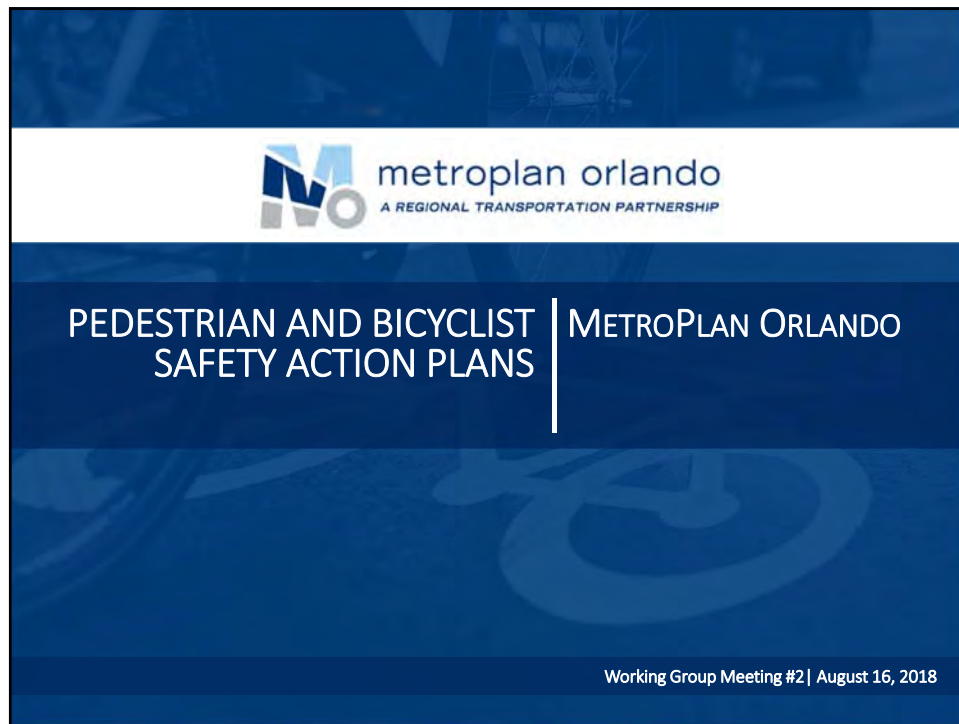 metroplan orlando
A REGIONAL TRANSPORTATION PARTNERSHIP
PEDESTRIAN AND BICYCLIST
SAFETY ACTION PLANS
METROPLAN ORLANDO
Working Group Meeting #2| August 16, 2018